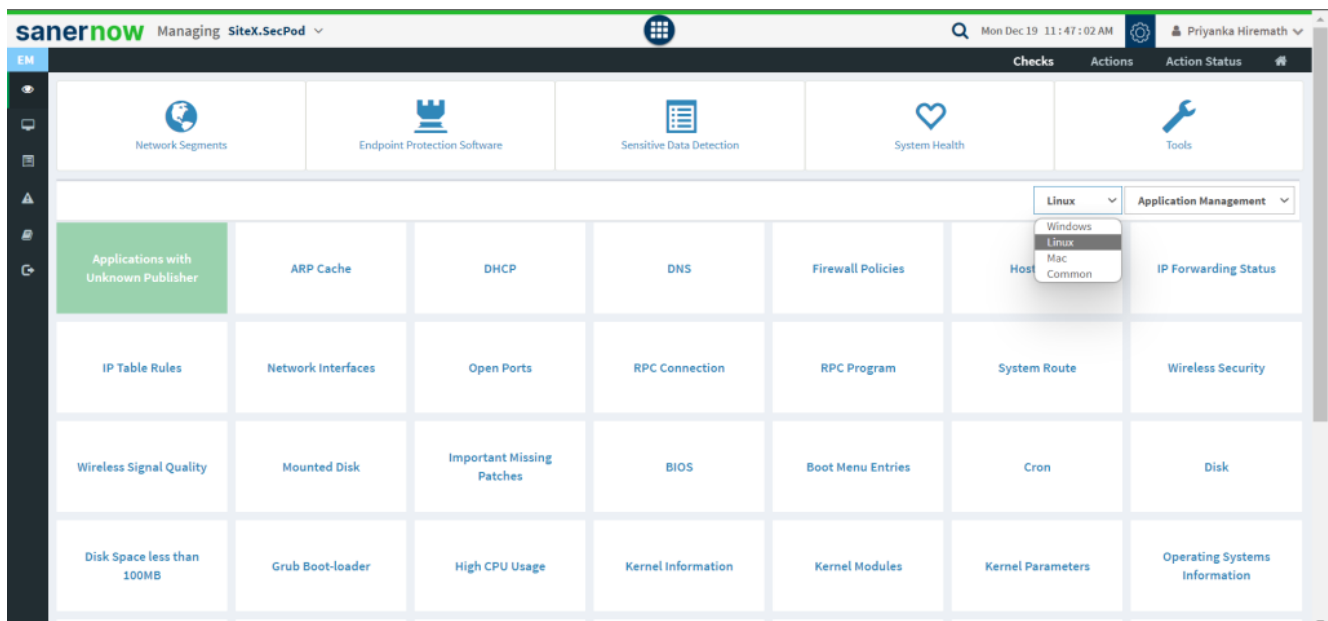 sanernow Managing SiteX.SecPod
Mon Dec 19 11:47:02 AM
Priyanka Hiremath
EM
Checks Actions Action Status
Network Segments
Endpoint Protection Software
Sensitive Data Detection
System Health
Tools
Linux
Application Management
Windows
Linux
Mac
Common
Applications with
Unknown Publisher
ARP Cache
DHCP
DNS
Firewall Policies
Host
IP Forwarding Status
IP Table Rules
Network Interfaces
Open Ports
RPC Connection
RPC Program
System Route
Wireless Security
Wireless Signal Quality
Mounted Disk
Important Missing
Patches
BIOS
Boot Menu Entries
Cron
Disk
Disk Space less than
100MB
Grub Boot-loader
High CPU Usage
Kernel Information
Kernel Modules
Kernel Parameters
Operating Systems
Information